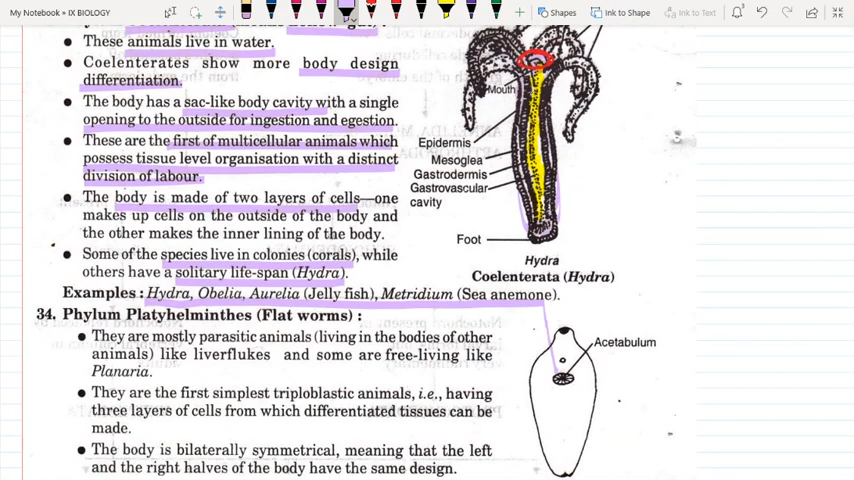 My Notebook > IX BIOLOGY
Shapes
Ink to Shape
Ink to Text
These animals live in water.
Coelenterates show more body design
differentiation.
The body has a sac-like body cavity with a single
opening to the outside for ingestion and egestion.
These are the first of multicellular animals which
possess tissue level organisation with a distinct
division of labour.
The body is made of two layers of cells—one
makes up cells on the outside of the body and
the other makes the inner lining of the body.
Some of the species live in colonies (corals), while
others have a solitary life-span (Hydra).
Examples : Hydra, Obelia, Aurelia (Jelly fish), Metridium (Sea anemone).
Mouth
Epidermis
Mesoglea
Gastrodermis
Gastrovascular
cavity
Foot
Hydra
Coelenterata (Hydra)
34. Phylum Platyhelminthes (Flat worms) :
They are mostly parasitic animals (living in the bodies of other
animals) like liverflukes and some are free-living like
Planaria.
They are the first simplest triploblastic animals, i.e., having
three layers of cells from which differentiated tissues can be
made.
The body is bilaterally symmetrical, meaning that the left
and the right halves of the body have the same design.
Acetabulum